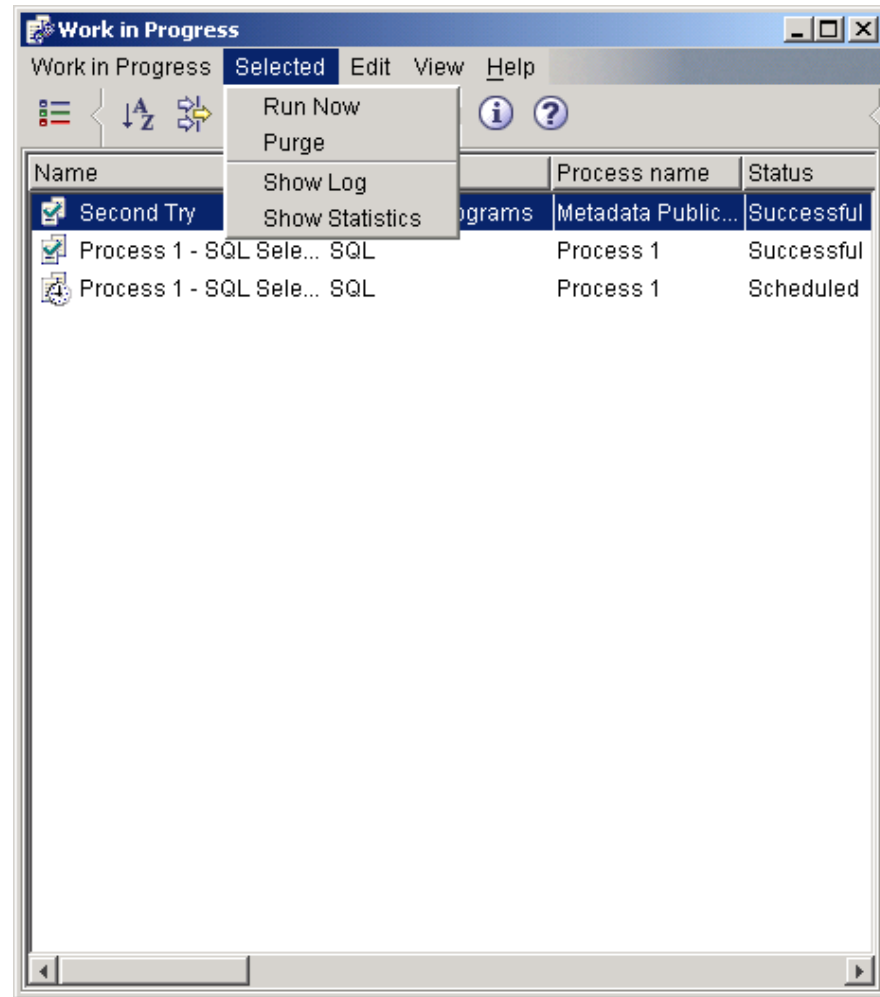 Work in Progress
Work in Progress Selected Edit View Help
A
Z
Run Now
Purge
Show Log
Show Statistics
Name Process name Status
Second Try ograms Metadata Public... Successful
Process 1 - SQL Sele... SQL Process 1 Successful
Process 1 - SQL Sele... SQL Process 1 Scheduled